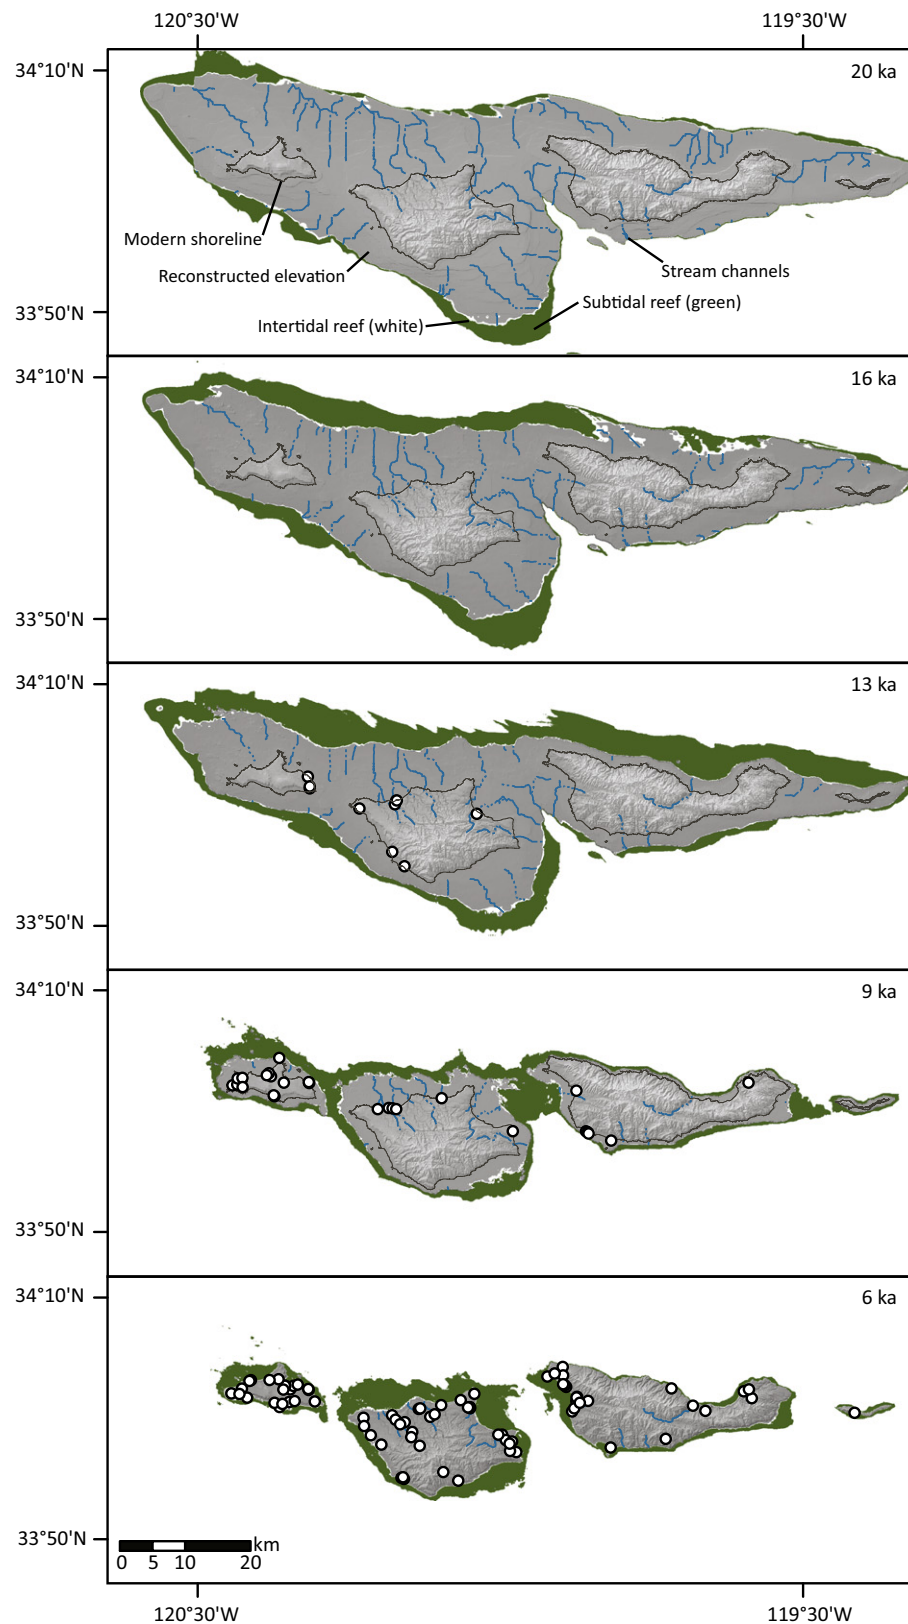 120°30'W 119°30'W
34°10'N
20 ka
Modern shoreline
Reconstructed elevation
Stream channels
Subtidal reef (green)
33°50'N
Intertidal reef (white)
34°10'N
16 ka
33°50'N
34°10'N
13 ka
33°50'N
34°10'N
9 ka
33°50'N
34°10'N
6 ka
33°50'N
km
0 5 10 20
120°30'W 119°30'W